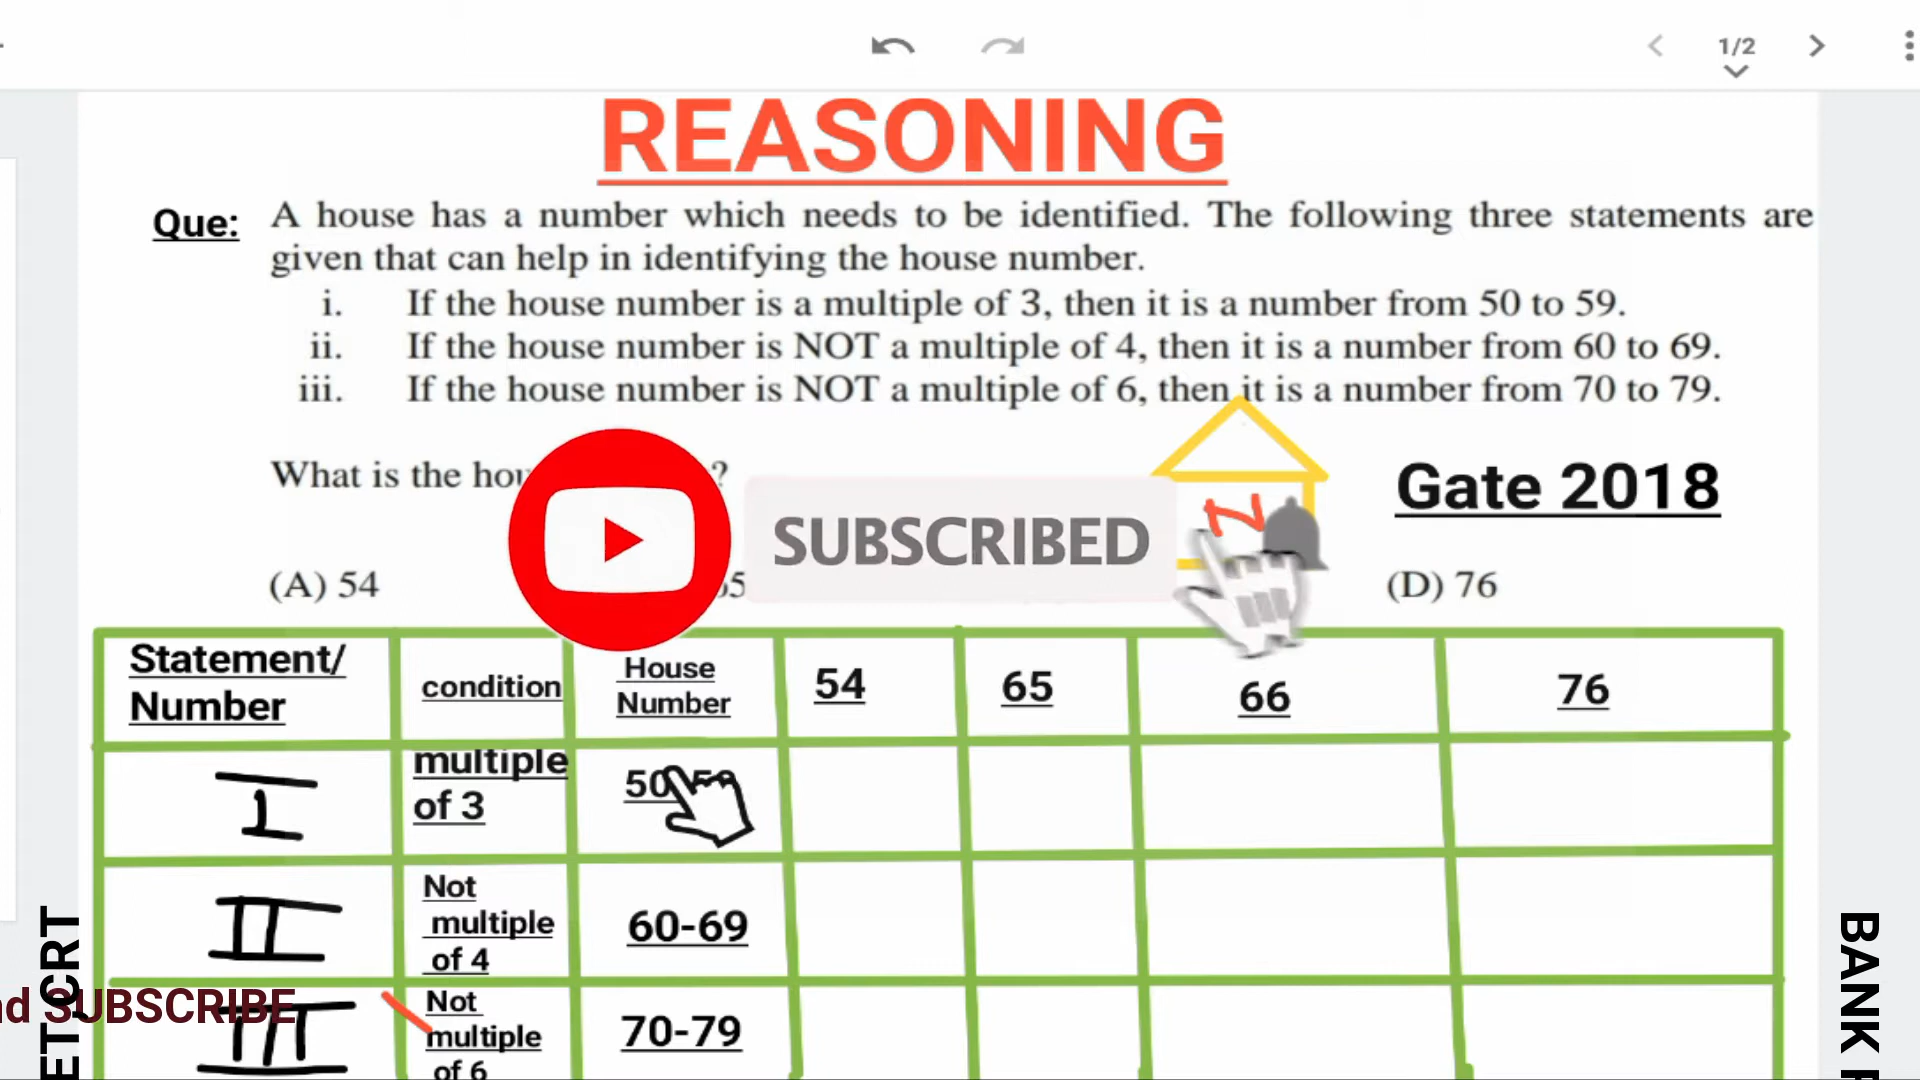 1/2
REASONING
Que: A house has a number which needs to be identified. The following three statements are
given that can help in identifying the house number.
i. If the house number is a multiple of 3, then it is a number from 50 to 59.
ii. If the house number is NOT a multiple of 4, then it is a number from 60 to 69.
iii. If the house number is NOT a multiple of 6, then it is a number from 70 to 79.
What is the ?
Gate 2018
SUBSCRIBED
(A) 54 (D) 76
Statement/
Number
condition
House
Number
54 65 66 76
I
multiple
of 3
II
Not
multiple
of 4
60-69
III
Not
multiple
of 6
70-79
SUBSCRIBE
CRT
BANK